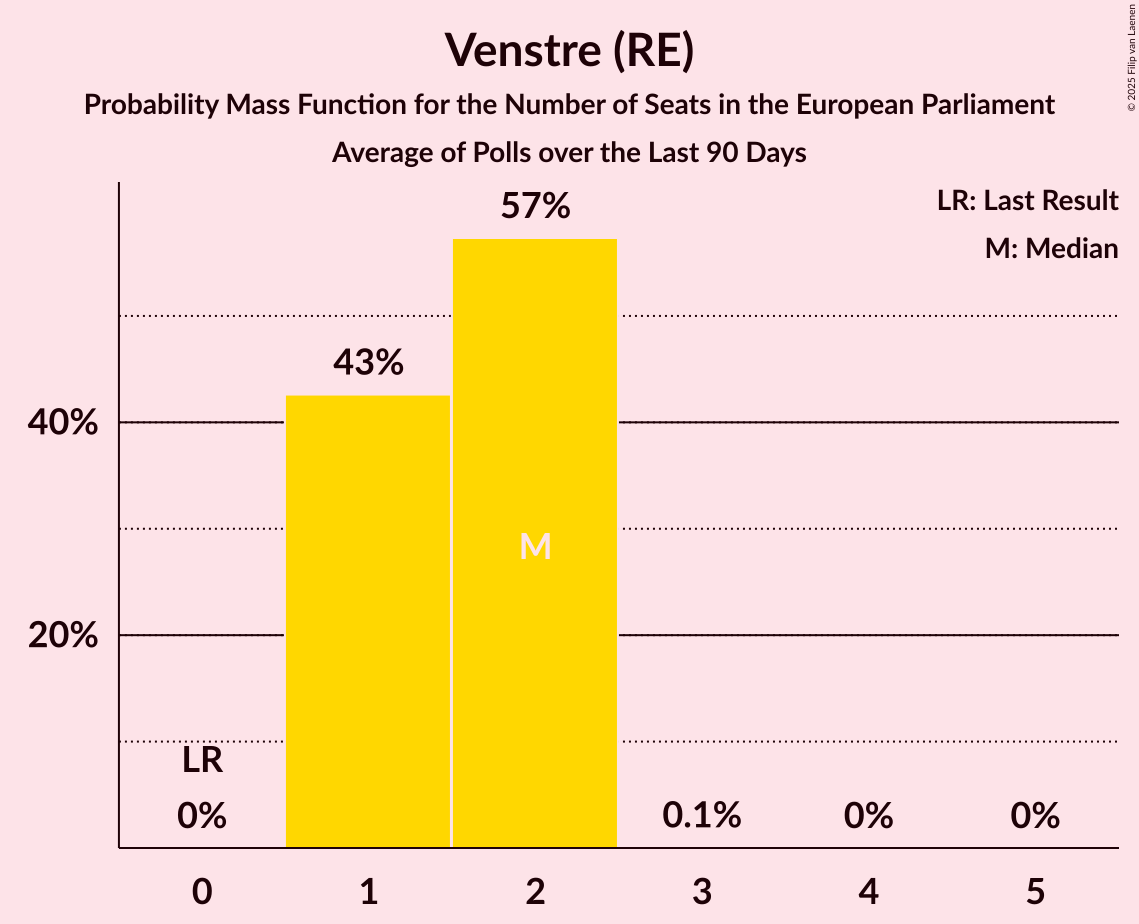 Venstre (RE)
Probability Mass Function for the Number of Seats in the European Parliament
Average of Polls over the Last 90 Days
© 2025 Filip van Laenen
LR: Last Result
M: Median
57%
43%
40%
20%
M
LR
0%
0.1%
0%
0%
0
1
2
3
4
5